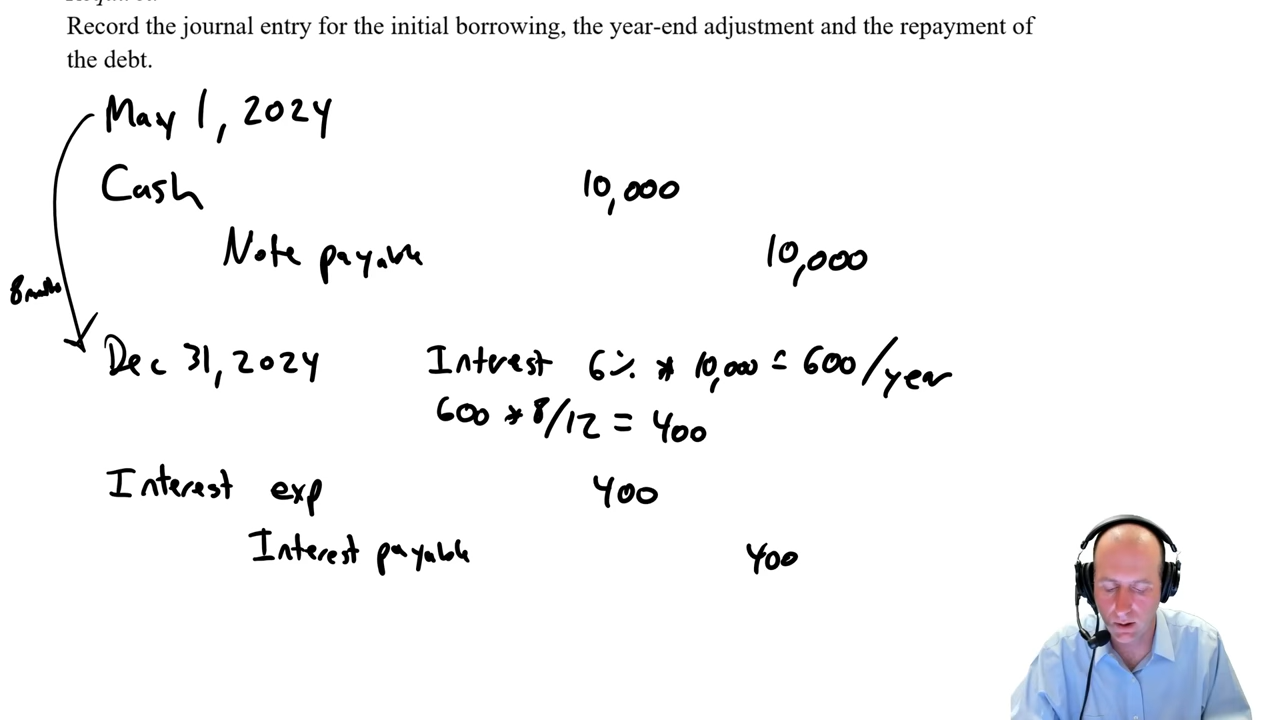 Record the journal entry for the initial borrowing, the year-end adjustment and the repayment of
the debt.
May 1, 2024
Cash 10,000
Note payable 10,000
8 months
Dec 31, 2024 Interest 6% * 10,000 = 600/year
600 * 8/12 = 400
Interest exp 400
Interest payable 400